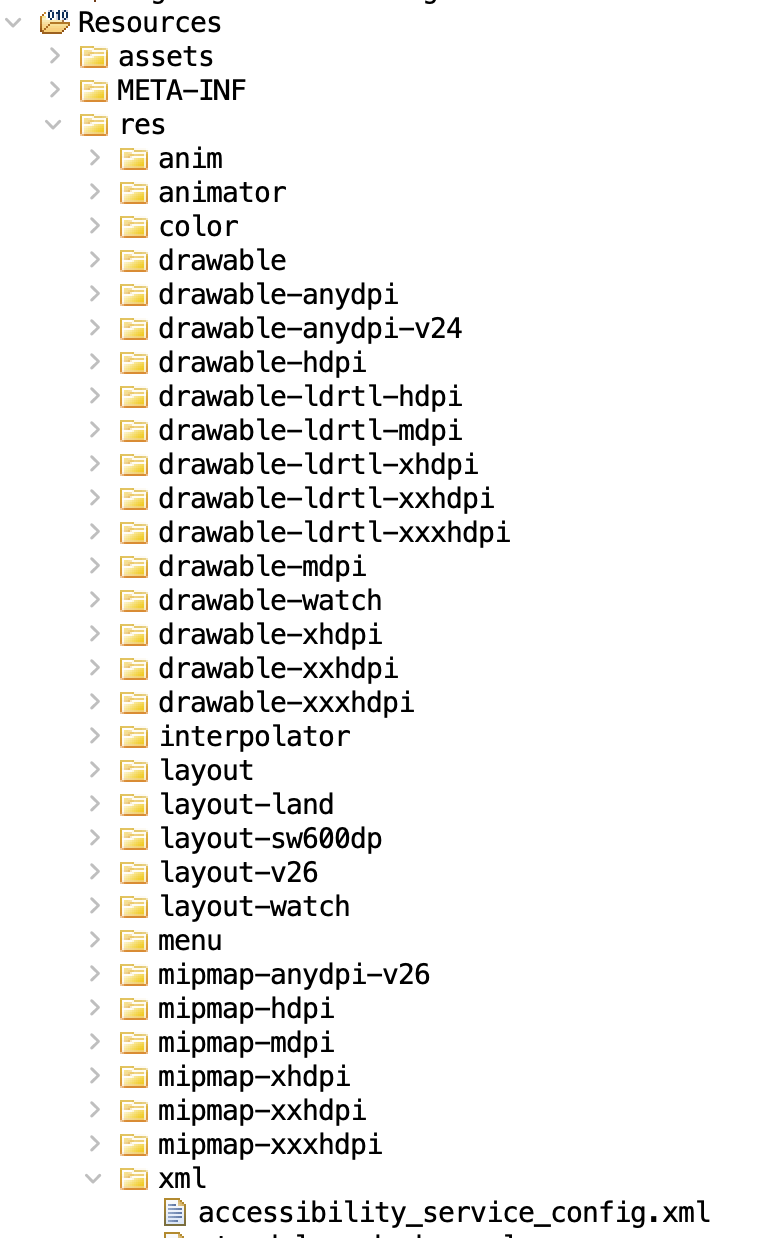 Resources
assets
META-INF
res
anim
animator
color
drawable
drawable-anydpi
drawable-anydpi-v24
drawable-hdpi
drawable-ldrtl-hdpi
drawable-ldrtl-mdpi
drawable-ldrtl-xhdpi
drawable-ldrtl-xxhdpi
drawable-ldrtl-xxxhdpi
drawable-mdpi
drawable-watch
drawable-xhdpi
drawable-xxhdpi
drawable-xxxhdpi
interpolator
layout
layout-land
layout-sw600dp
layout-v26
layout-watch
menu
mipmap-anydpi-v26
mipmap-hdpi
mipmap-mdpi
mipmap-xhdpi
mipmap-xxhdpi
mipmap-xxxhdpi
xml
accessibility_service_config.xml